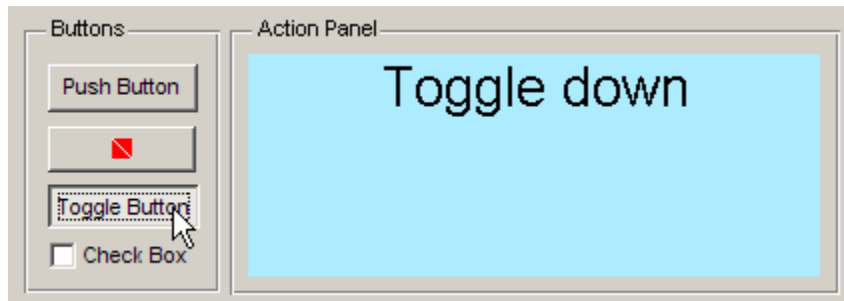 Buttons
Push Button
Toggle Button
Check Box
Action Panel
Toggle down